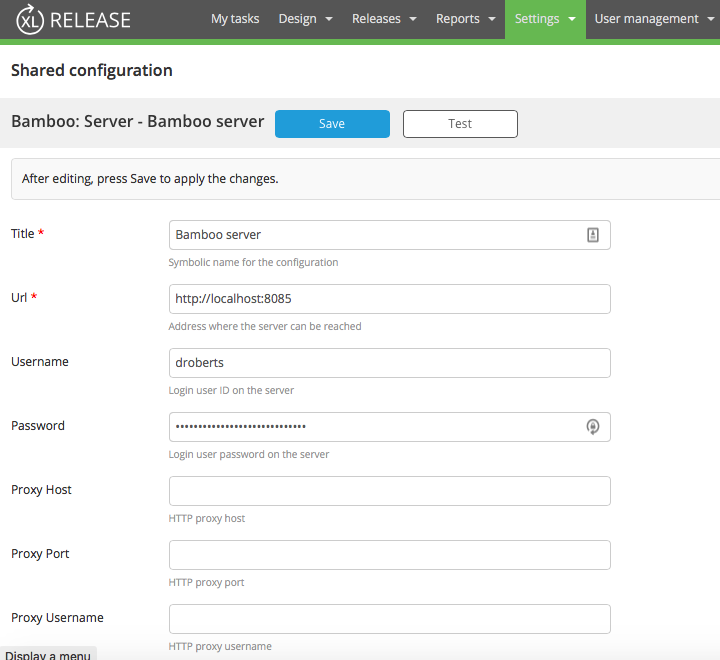 XL RELEASE My tasks Design Releases Reports Settings User management
Shared configuration
Bamboo: Server - Bamboo server Save Test
After editing, press Save to apply the changes.
Title * Bamboo server
Symbolic name for the configuration
Url * http://localhost:8085
Address where the server can be reached
Username droberts
Login user ID on the server
Password ••••••••••••••••••••••••••••
Login user password on the server
Proxy Host
HTTP proxy host
Proxy Port
HTTP proxy port
Proxy Username
HTTP proxy username
Display a menu